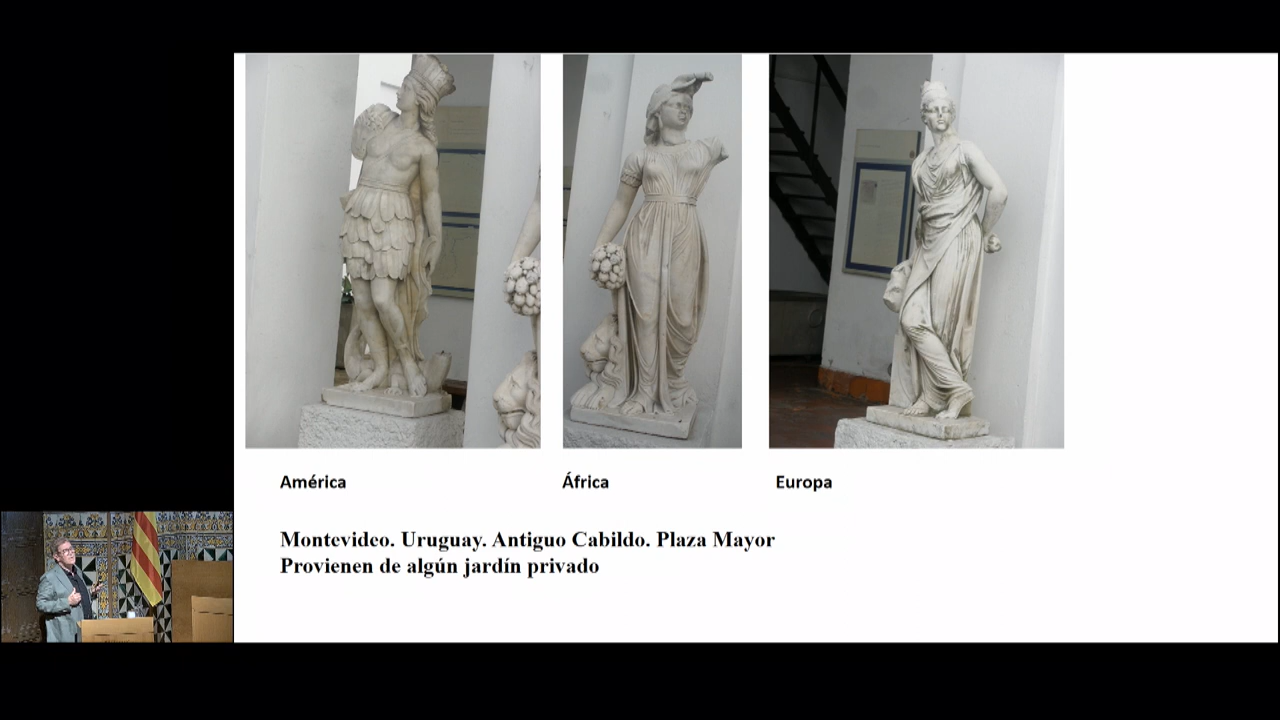 América
África
Europa
Montevideo. Uruguay. Antiguo Cabildo. Plaza Mayor
Provienen de algún jardín privado